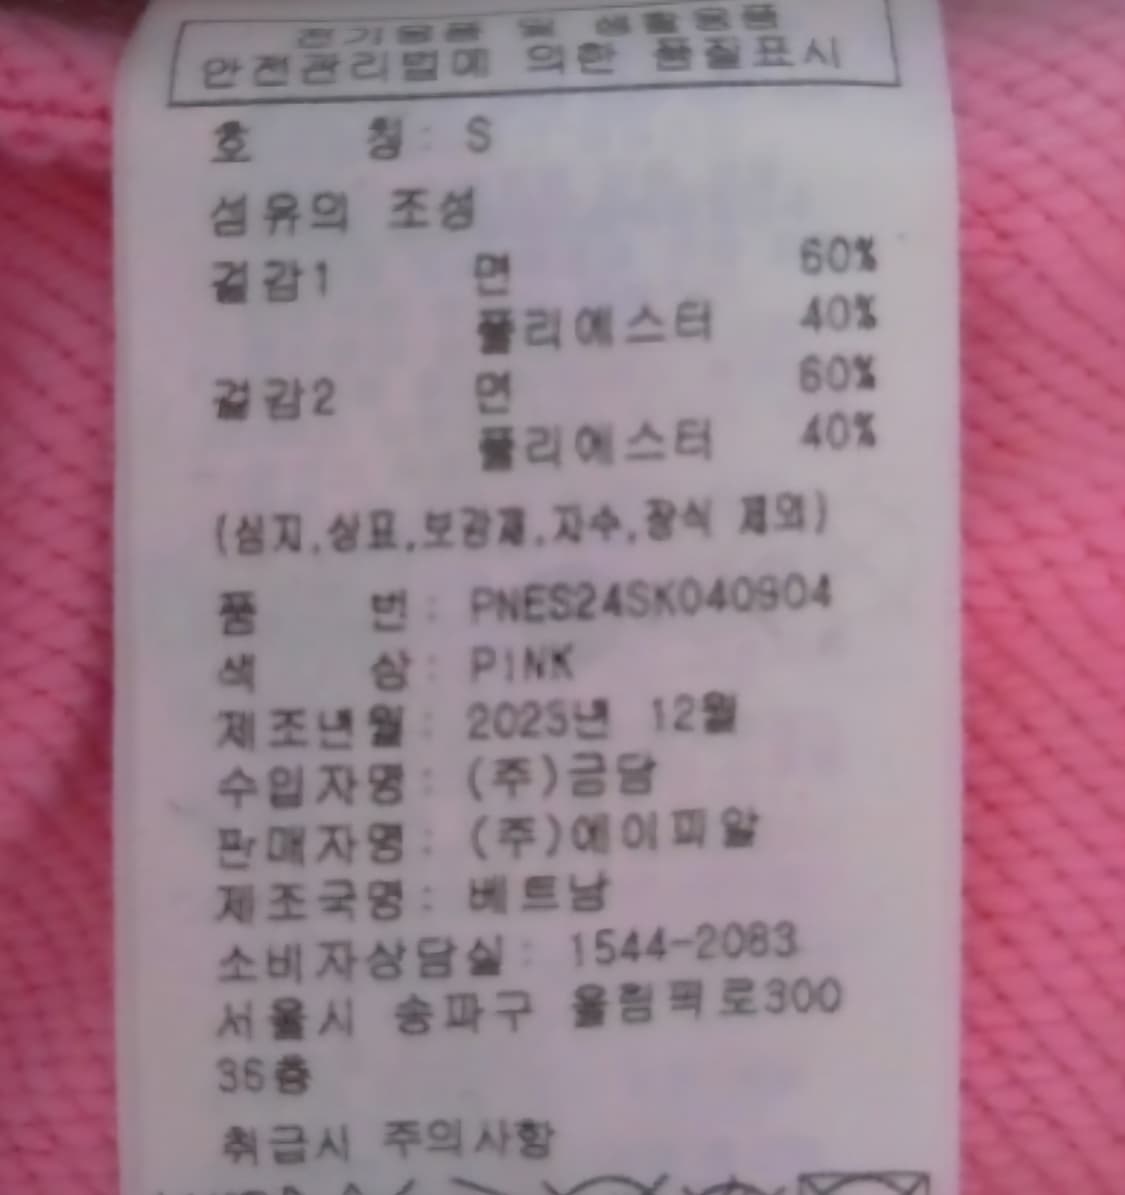 전기용품 및 생활용품
안전관리법에 의한 품질표시
호 칭: S
섬유의 조성
겉감1 면 60%
폴리에스터 40%
겉감2 면 60%
폴리에스터 40%
(심지,상표,보강재,자수,장식 제외)
품 번: PNES24SK040904
색 상: PINK
제조년월: 2023년 12월
수입자명: (주)금담
판매자명: (주)에이피알
제조국명: 베트남
소비자상담실: 1544-2083
서울시 송파구 올림픽로300
36층
취급시 주의사항